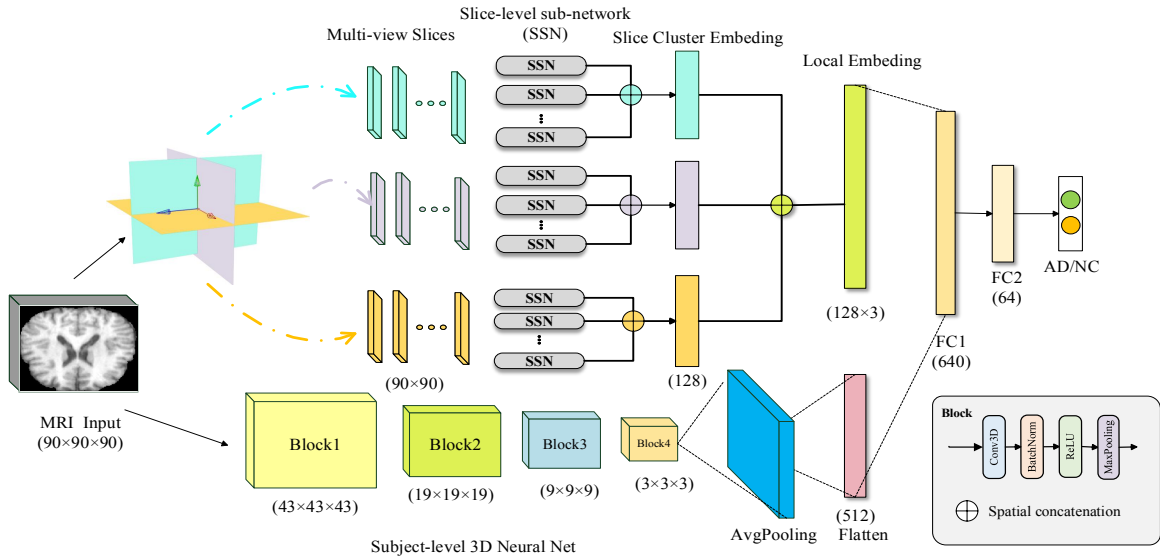 Slice-level sub-network
(SSN)
Multi-view Slices
Slice Cluster Embeding
Local Embeding
SSN
SSN
SSN
SSN
SSN
SSN
SSN
SSN
SSN
(90×90)
(128)
(128×3)
FC1
(640)
FC2
(64)
AD/NC
MRI Input
(90×90×90)
Block1
Block2
Block3
Block4
(43×43×43)
(19×19×19)
(9×9×9)
(3×3×3)
AvgPooling
(512)
Flatten
Subject-level 3D Neural Net
Block
Conv3D
BatchNorm
ReLU
MaxPooling
Spatial concatenation